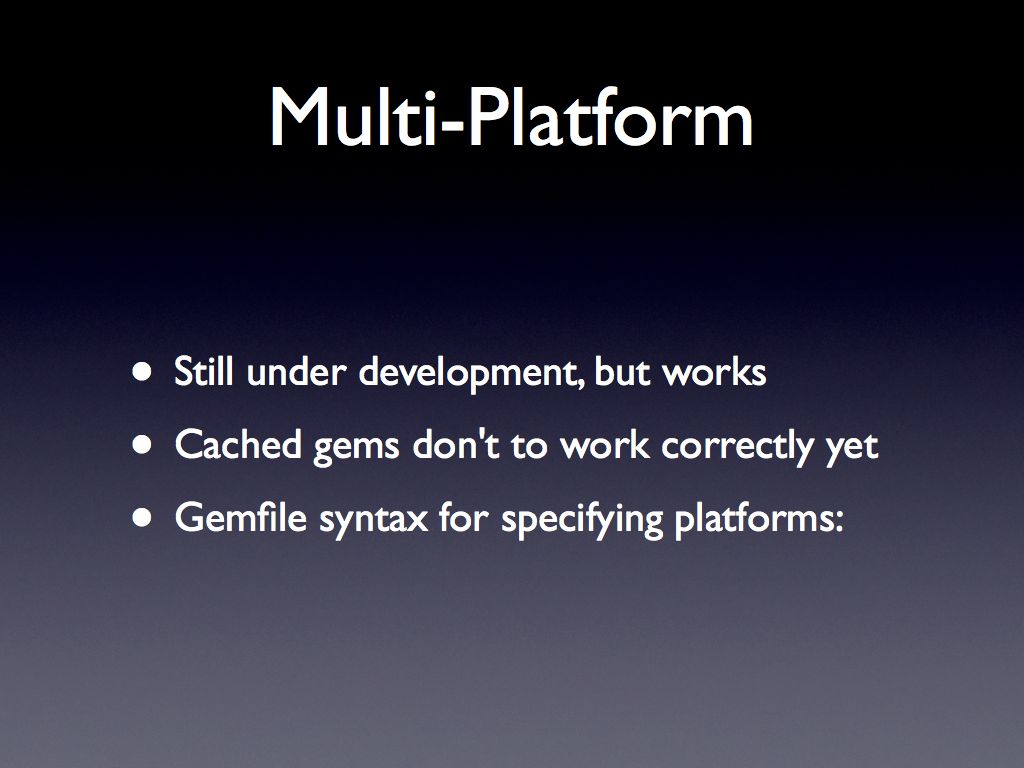 Multi-Platform
• Still under development, but works
• Cached gems don't to work correctly yet
• Gemfile syntax for specifying platforms: